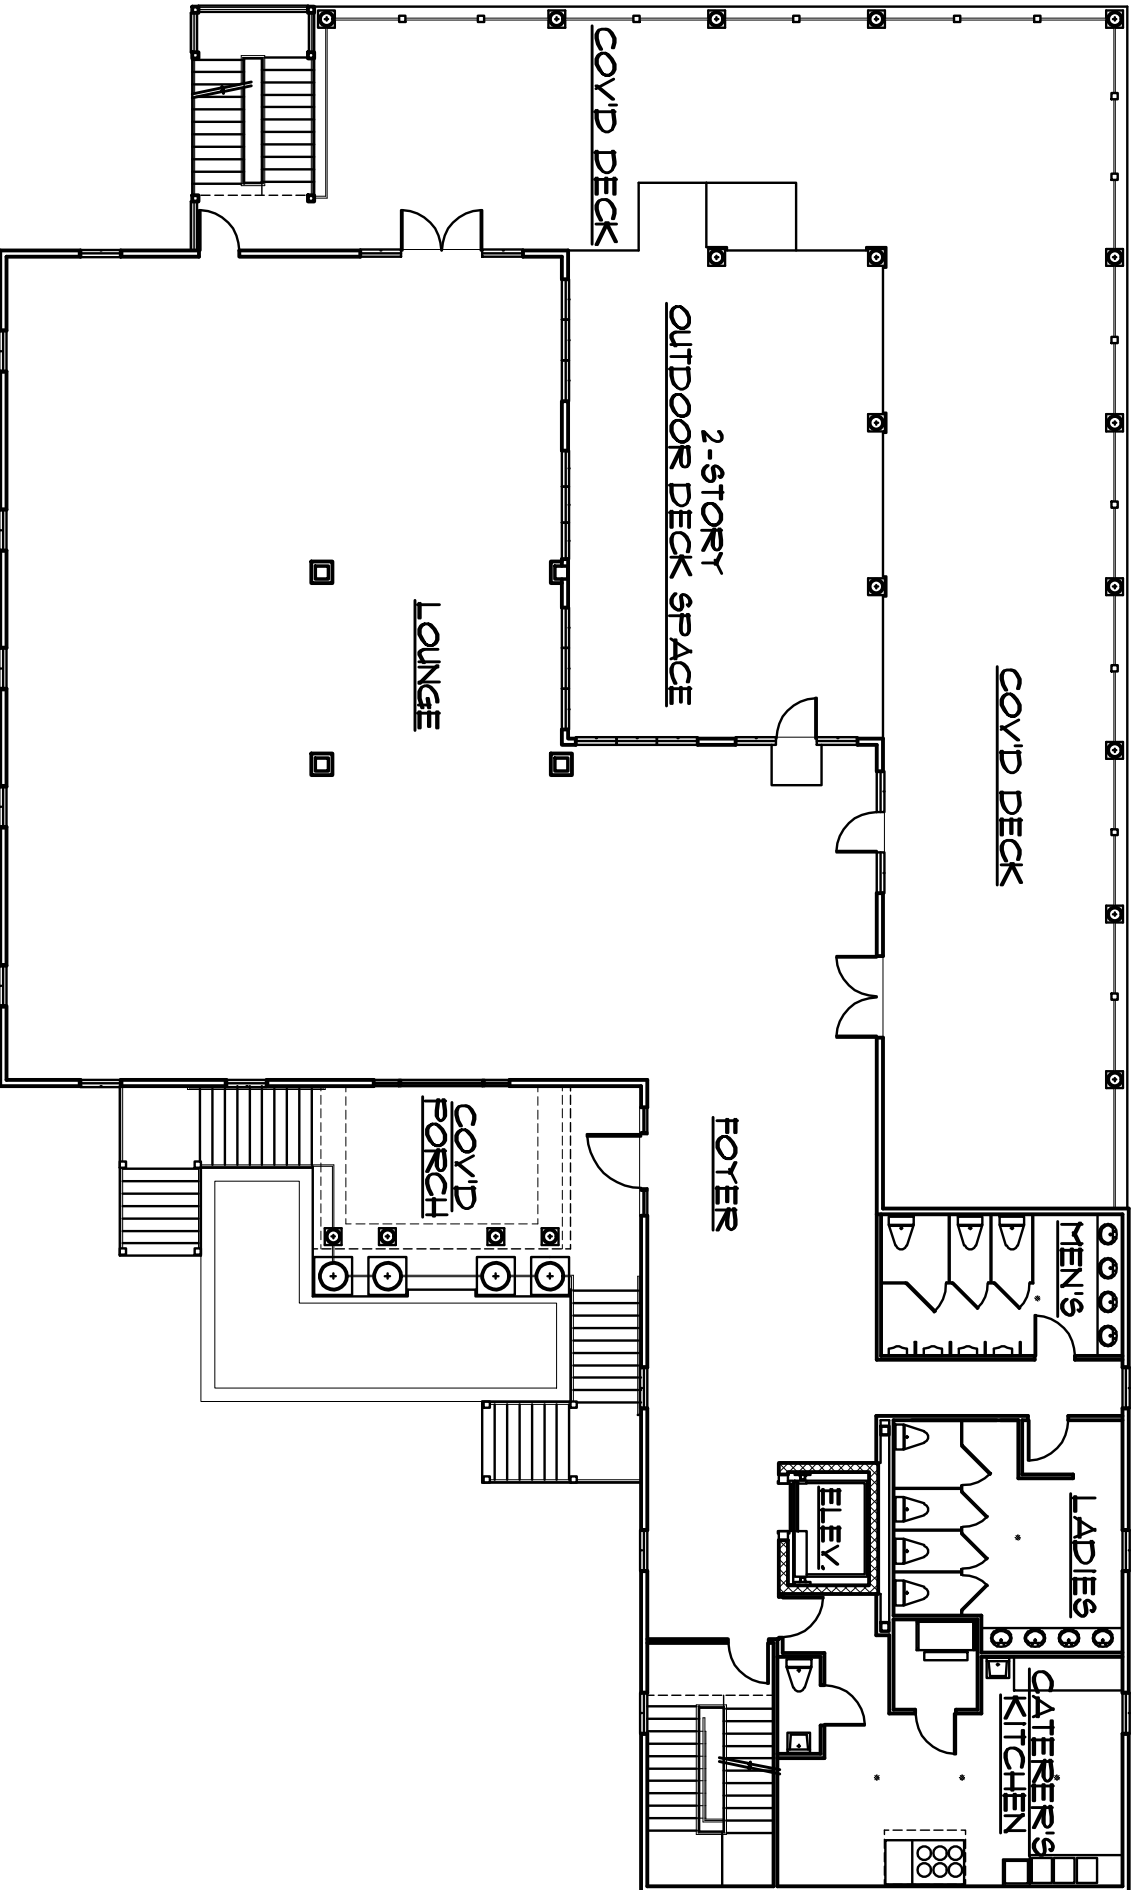 COV'D DECK
2-STORY
OUTDOOR DECK SPACE
LOUNGE
COV'D DECK
COV'D
PORCH
FOYER
MEN'S
ELEV.
LADIES
CATERER'S
KITCHEN